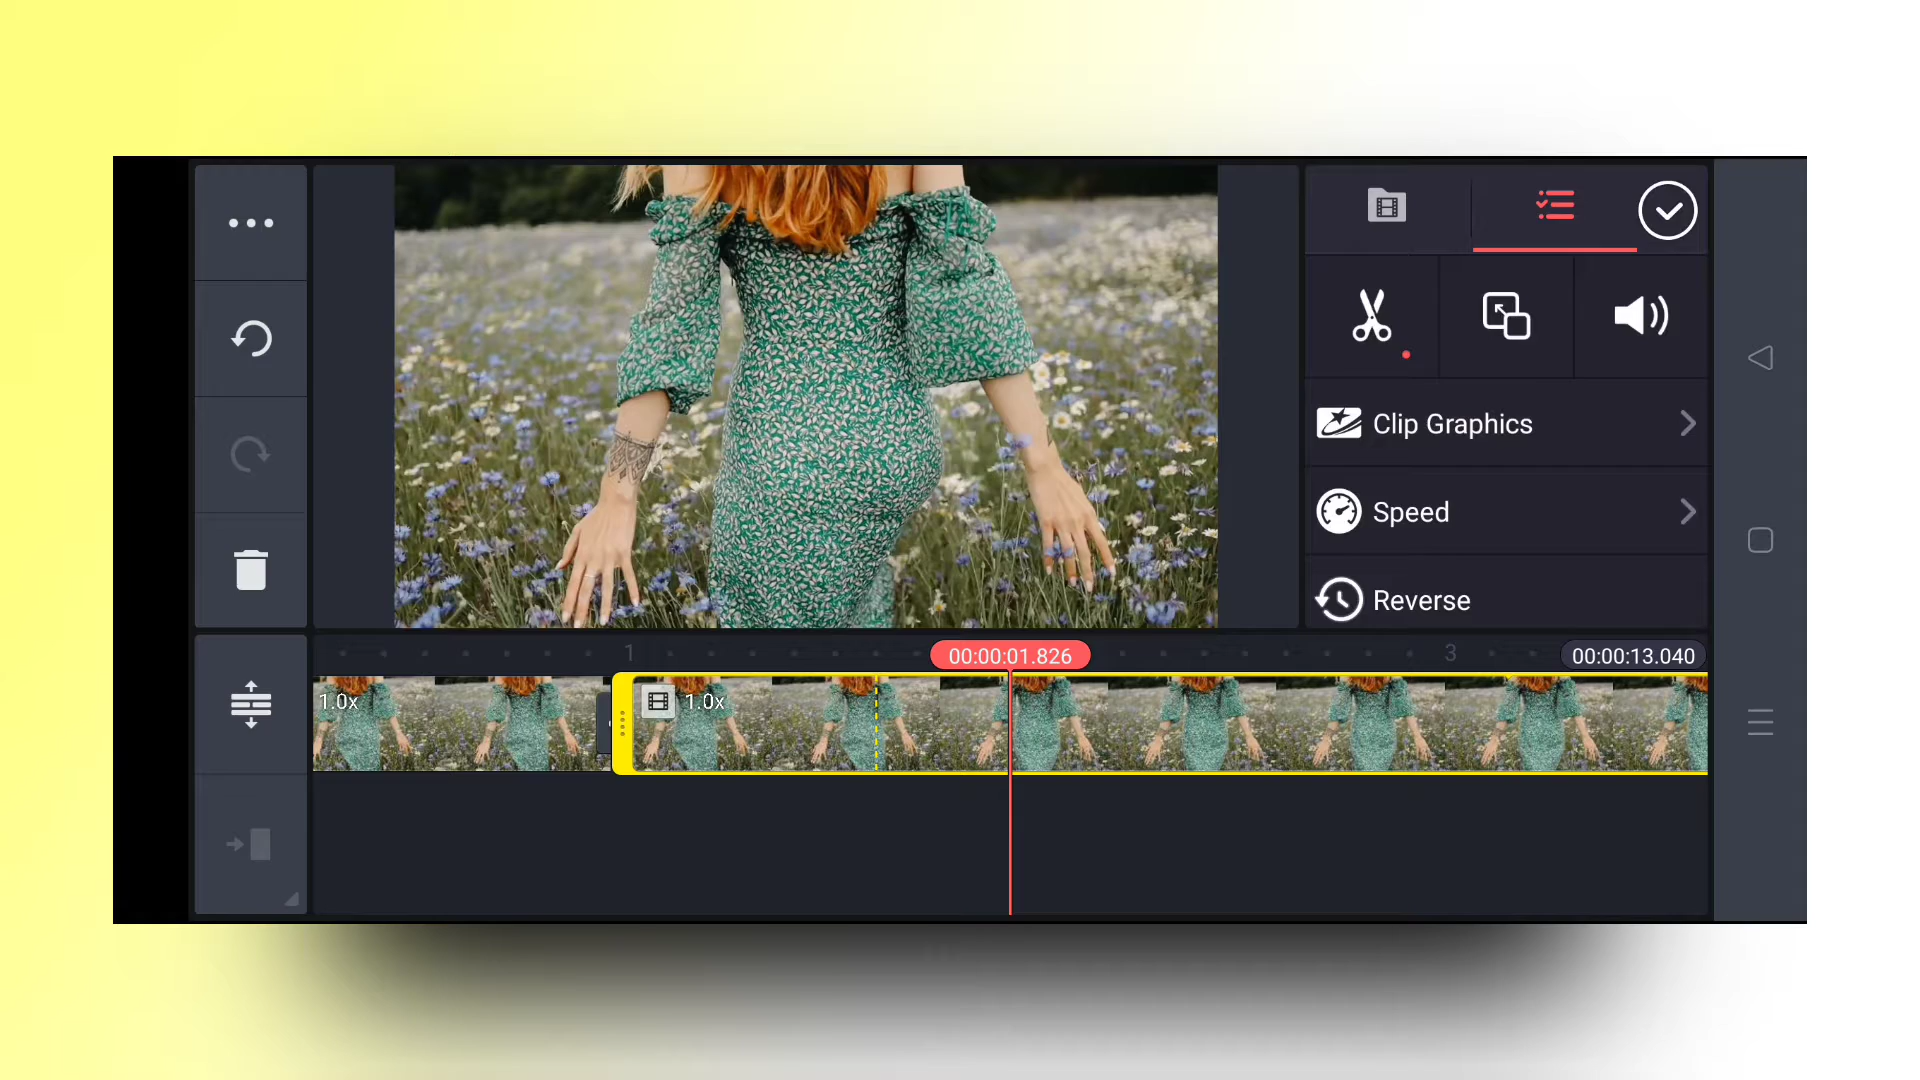 Clip Graphics
Speed
Reverse
1
00:00:01.826
3
00:00:13.040
1.0x
1.0x